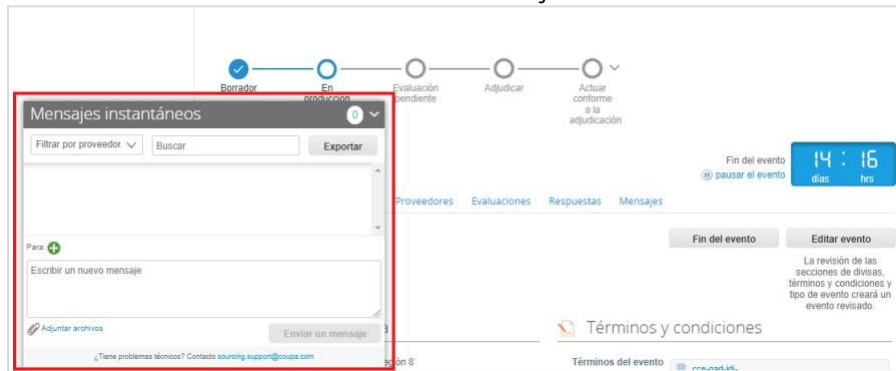 Borrador
En
producción
Evaluación
pendiente
Adjudicar
Actuar
conforme
a la
adjudicación
Mensajes instantáneos 0
Filtrar por proveedor Buscar Exportar
Para:
Escribir un nuevo mensaje
Adjuntar archivos Enviar un mensaje
¿Tiene problemas técnicos? Contacto sourcing.support@coupa.com
Fin del evento
pausar el evento
14 : 16
días hrs
Proveedores Evaluaciones Respuestas Mensajes
Fin del evento Editar evento
La revisión de las
secciones de divisas,
términos y condiciones y
tipo de evento creará un
evento revisado.
Términos y condiciones
Términos del evento